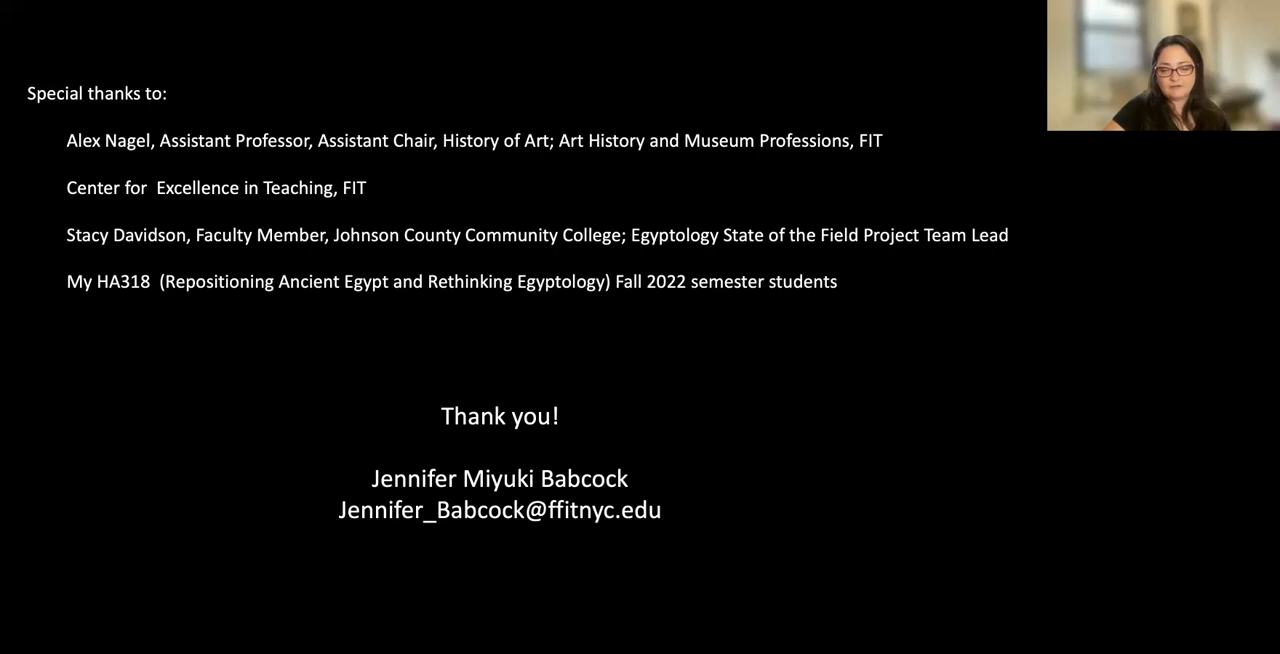 Special thanks to:
Alex Nagel, Assistant Professor, Assistant Chair, History of Art; Art History and Museum Professions, FIT
Center for  Excellence in Teaching, FIT
Stacy Davidson, Faculty Member, Johnson County Community College; Egyptology State of the Field Project Team Lead
My HA318  (Repositioning Ancient Egypt and Rethinking Egyptology) Fall 2022 semester students
Thank you!
Jennifer Miyuki Babcock
Jennifer_Babcock@ffitnyc.edu